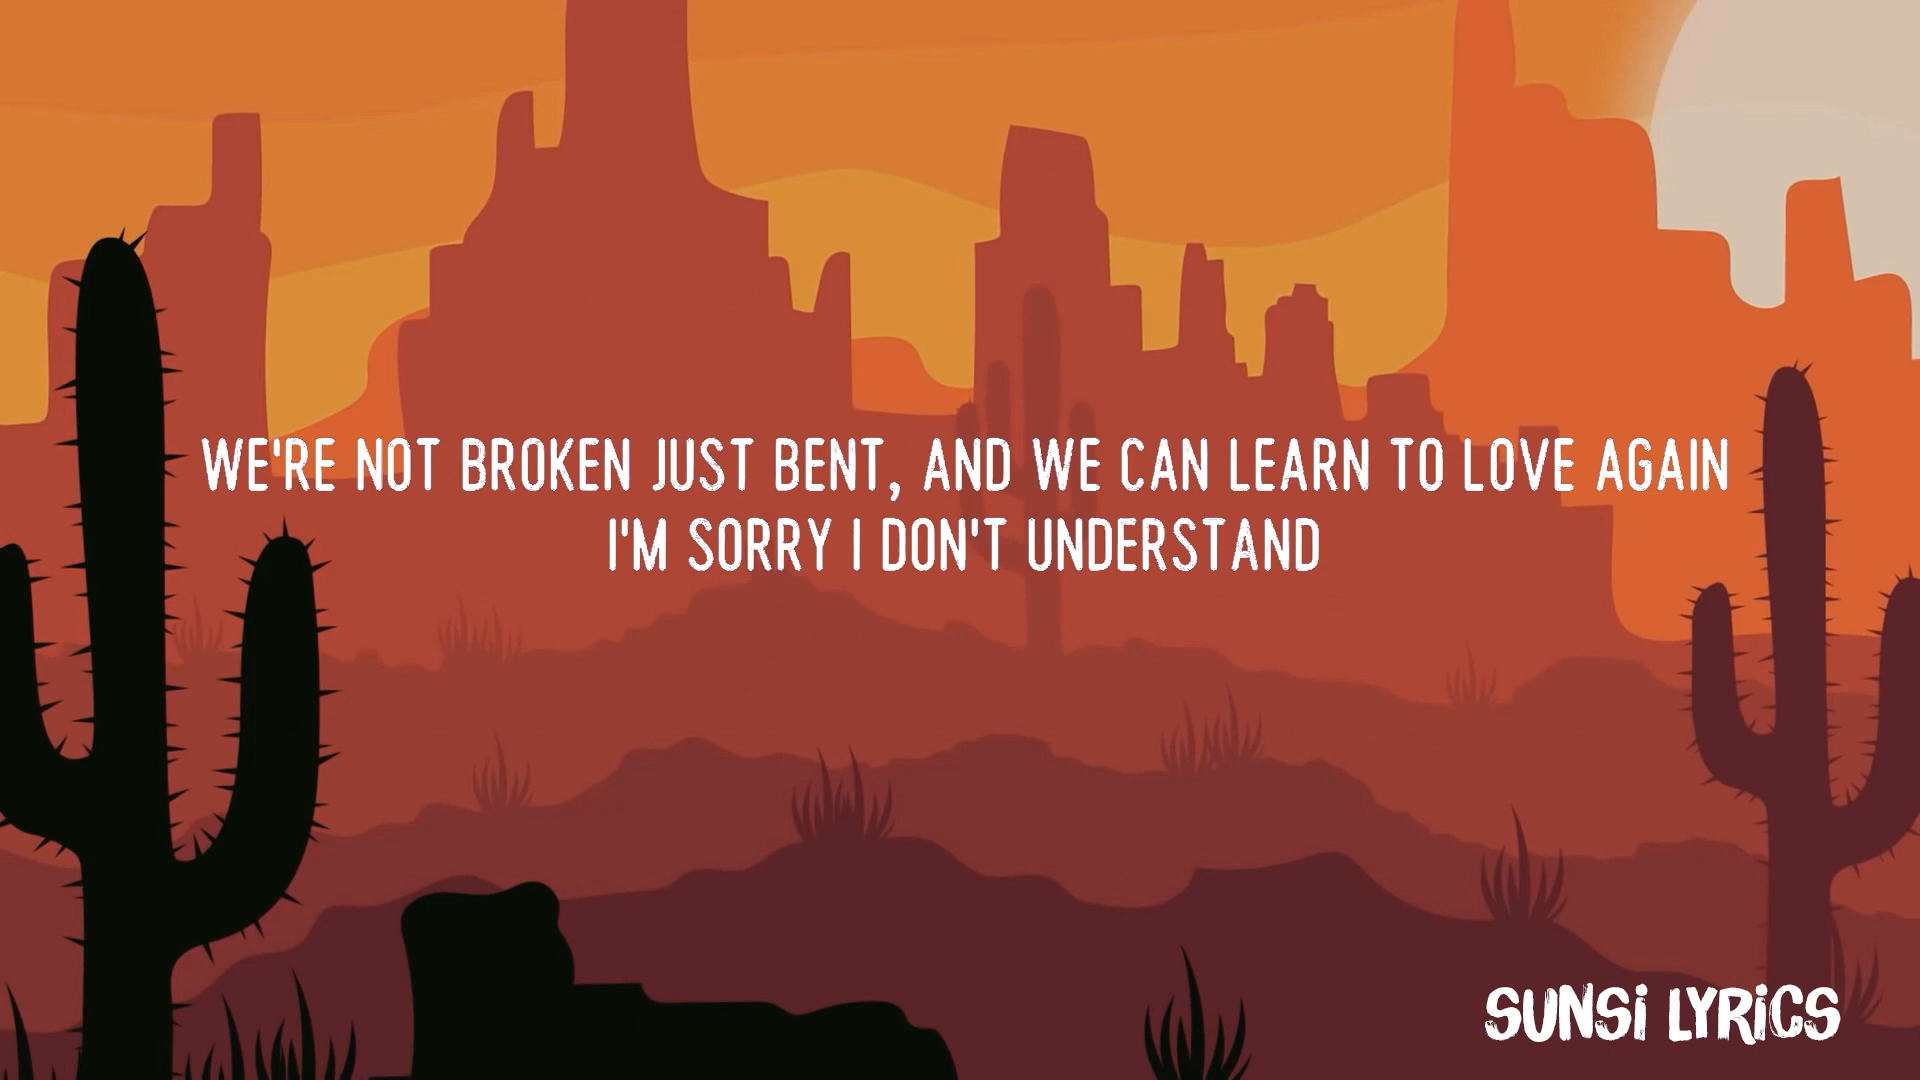 WE'RE NOT BROKEN JUST BENT, AND WE CAN LEARN TO LOVE AGAIN
I'M SORRY I DON'T UNDERSTAND
SUNSi LYRiCS